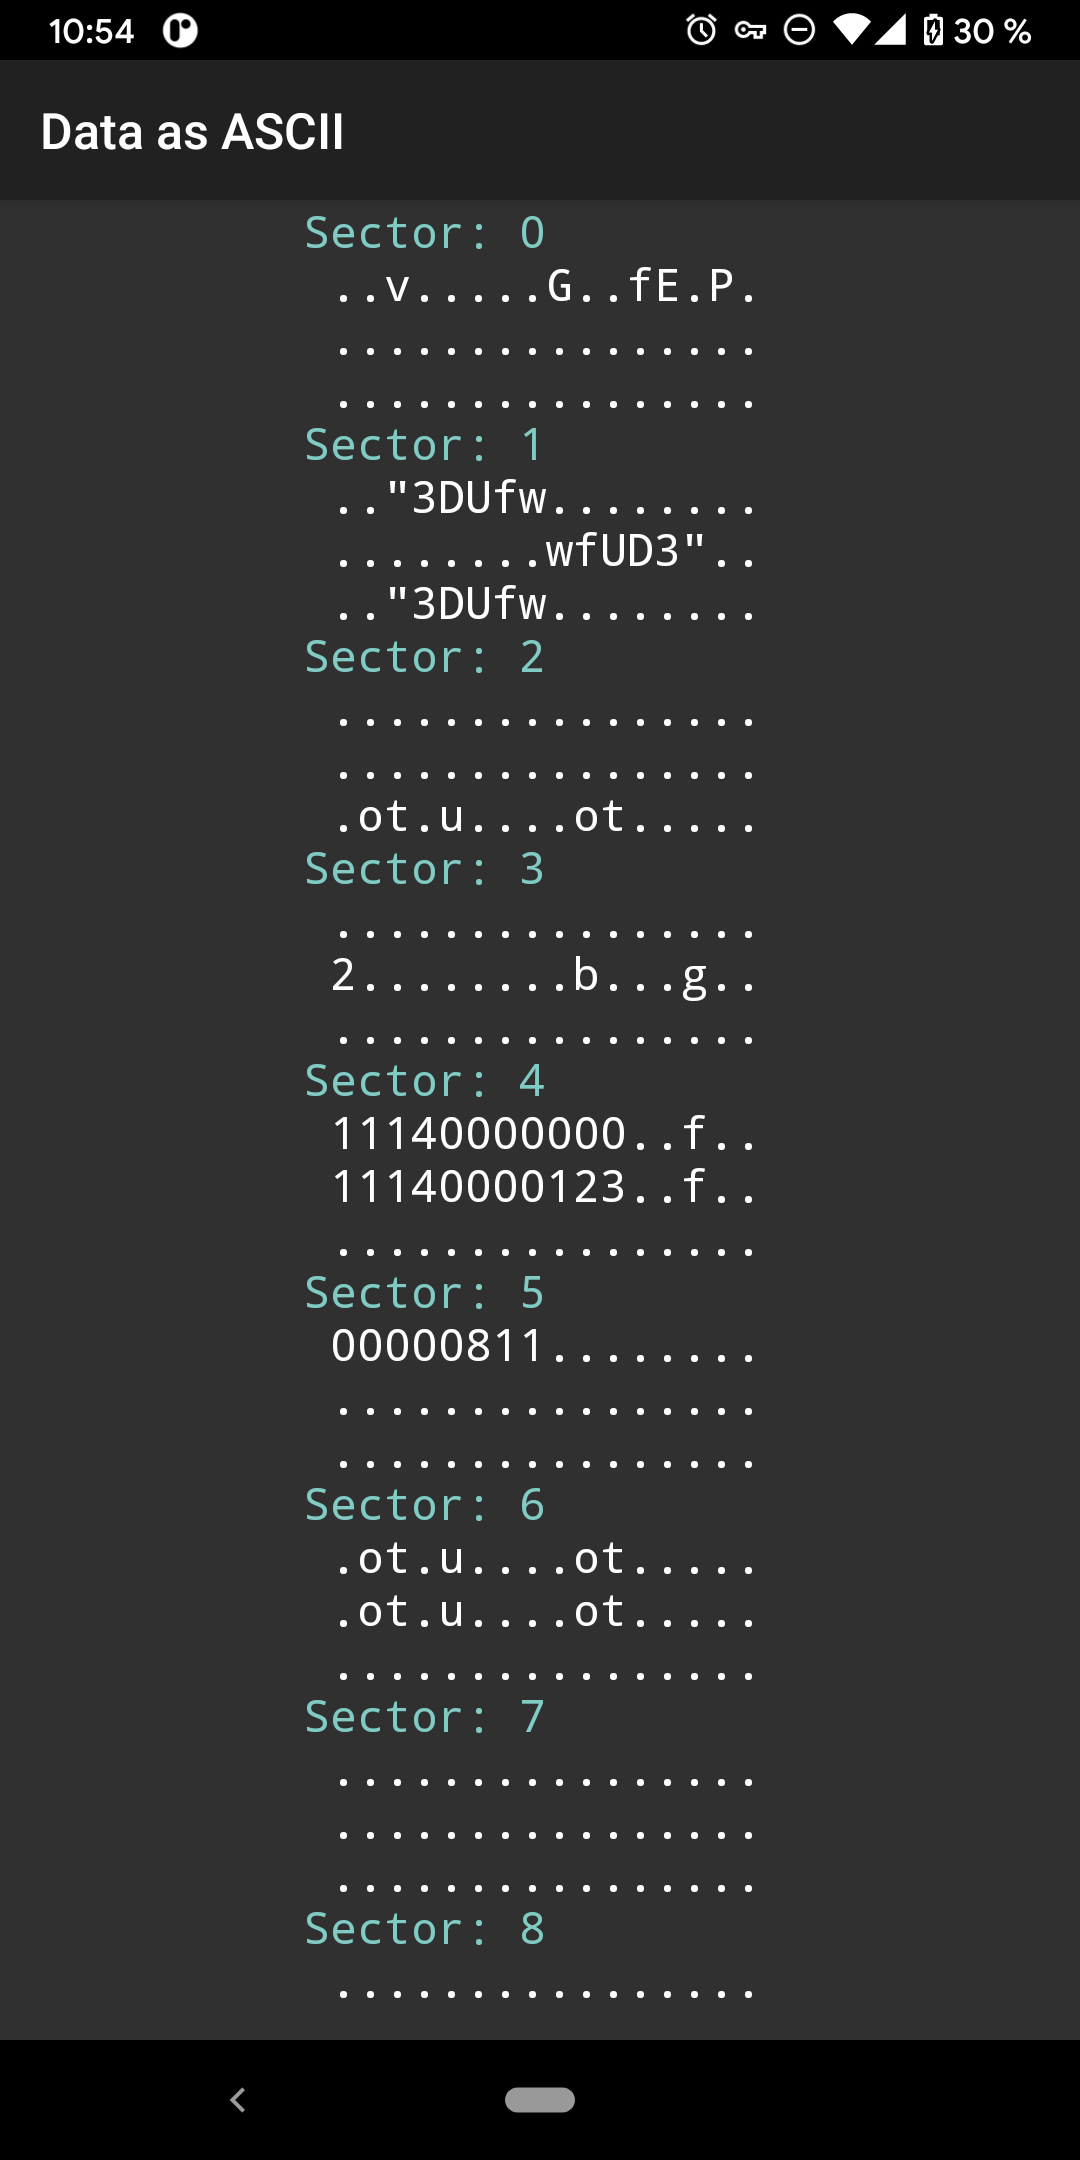 10:54 30 %
Data as ASCII
Sector: 0
..v.....G..fE.P.
................
................
Sector: 1
.."3DUfw........
........wfUD3"..
.."3DUfw........
Sector: 2
................
................
.ot.u....ot.....
Sector: 3
................
2........b...g..
................
Sector: 4
11140000000..f..
11140000123..f..
................
Sector: 5
00000811........
................
................
Sector: 6
.ot.u....ot.....
.ot.u....ot.....
................
Sector: 7
................
................
................
Sector: 8
................